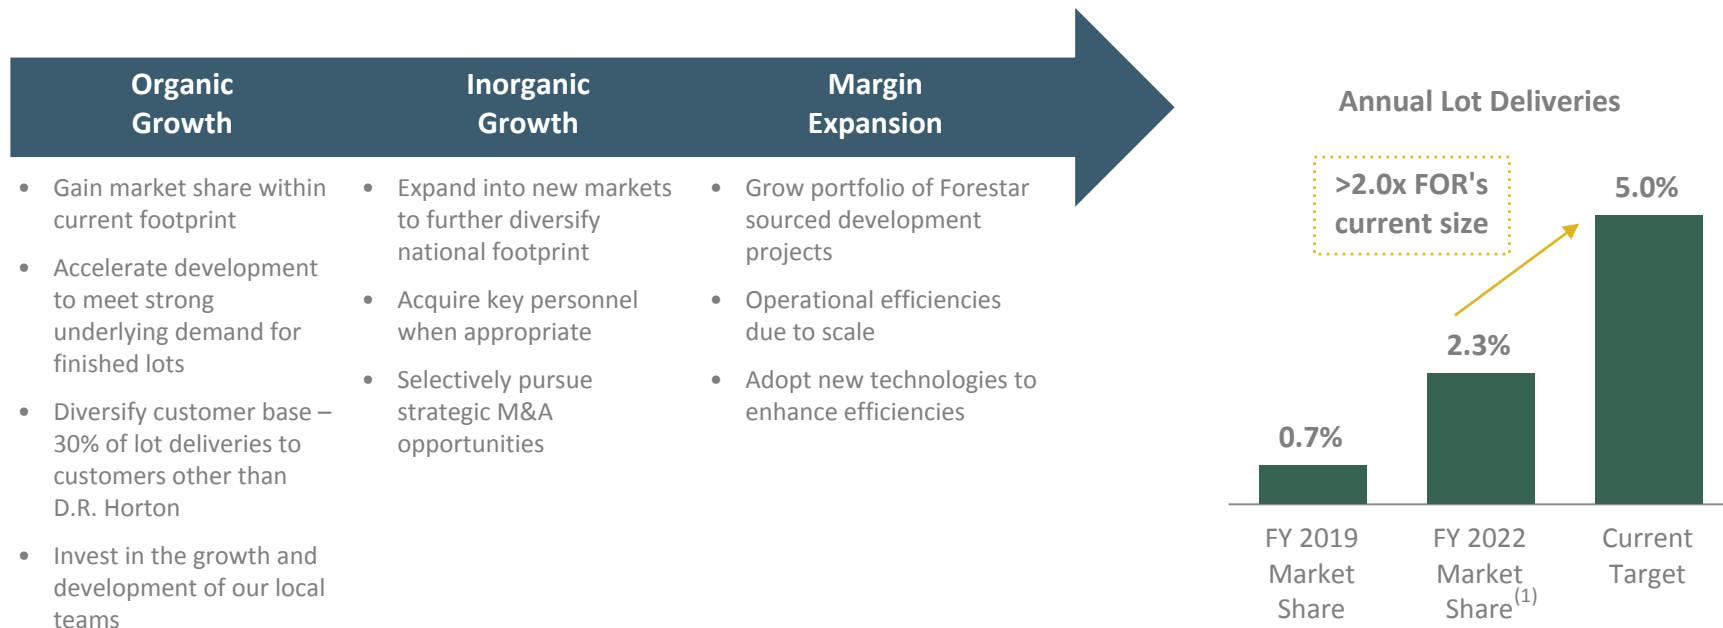 Organic
Growth
Inorganic
Growth
Margin
Expansion
• Gain market share within
current footprint
• Accelerate development
to meet strong
underlying demand for
finished lots
• Diversify customer base –
30% of lot deliveries to
customers other than
D.R. Horton
• Invest in the growth and
development of our local
teams
• Expand into new markets
to further diversify
national footprint
• Acquire key personnel
when appropriate
• Selectively pursue
strategic M&A
opportunities
• Grow portfolio of Forestar
sourced development
projects
• Operational efficiencies
due to scale
• Adopt new technologies to
enhance efficiencies
Annual Lot Deliveries
>2.0x FOR's
current size
5.0%
2.3%
0.7%
FY 2019
Market
Share
FY 2022
Market
Share(1)
Current
Target